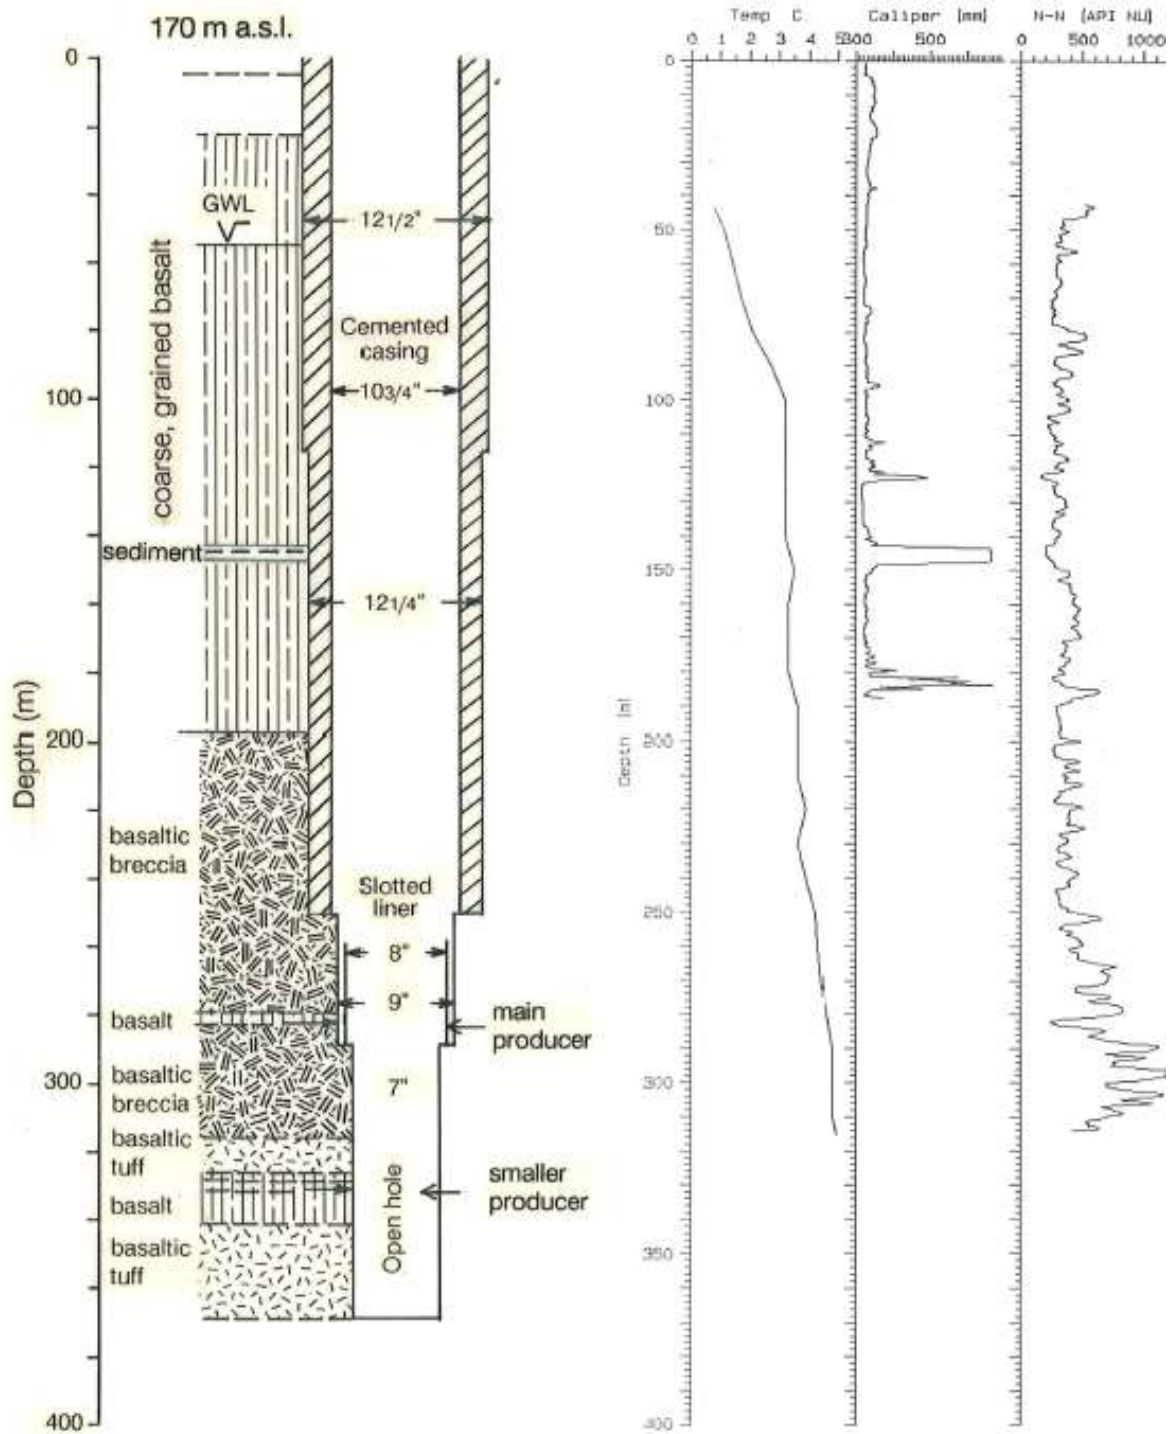 170 m a.s.l.
0
100
200
300
400
Depth (m)
coarse, grained basalt
GWL
12 1/2"
Cemented
casing
10 3/4"
sediment
12 1/4"
basaltic
breccia
Slotted
liner
8"
9"
basalt
main
producer
basaltic
breccia
7"
basaltic
tuff
smaller
producer
basalt
Open hole
basaltic
tuff
Temp C
0 1 2 3 4 5
Caliper (mm)
300 500
N-N (API NU)
0 500 1000
0
50
100
150
200
250
300
350
400
Depth (m)